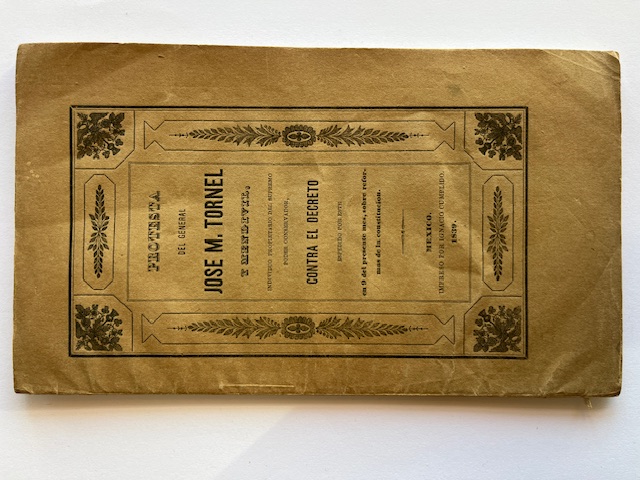 PROTESTA
DEL GENERAL
JOSE M. TORNEL
Y MENDIVIL,
INDIVIDUO PROPIETARIO DEL SUPREMO
PODER CONSERVADOR,
CONTRA EL DECRETO
ESPEDIDO POR ESTE,
en 9 del presente mes, sobre refor-
mas de la constitucion.
MEXICO.
IMPRESO POR IGNACIO CUMPLIDO.
1839.